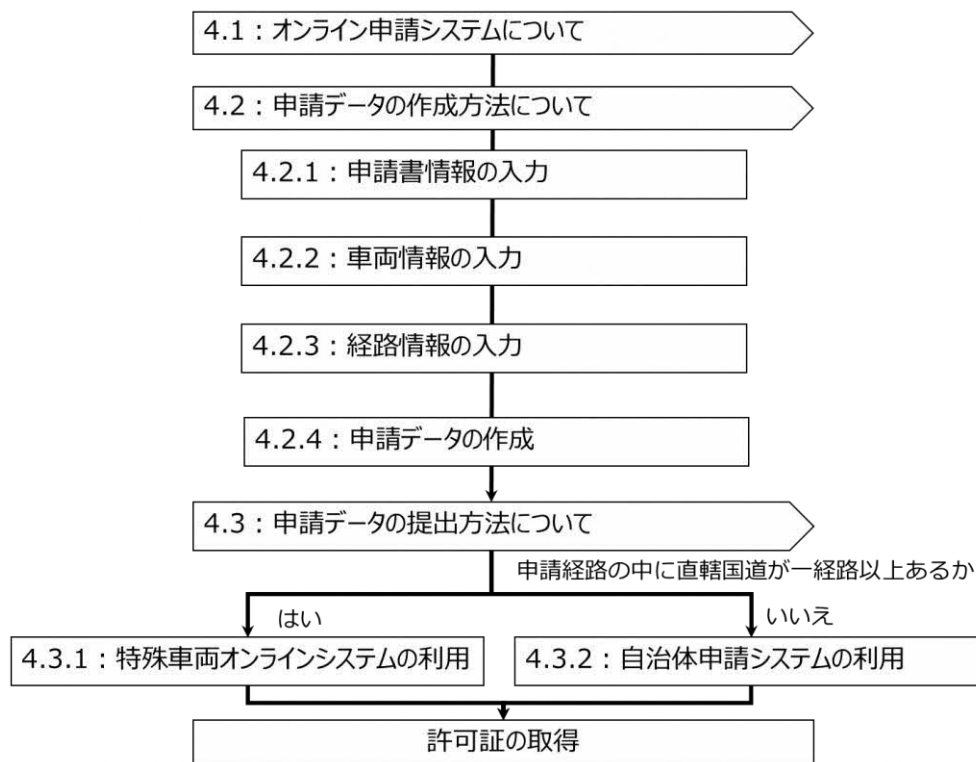 4.1：オンライン申請システムについて
4.2：申請データの作成方法について
4.2.1：申請書情報の入力
4.2.2：車両情報の入力
4.2.3：経路情報の入力
4.2.4：申請データの作成
4.3：申請データの提出方法について
申請経路の中に直轄国道が一経路以上あるか
はい
いいえ
4.3.1：特殊車両オンラインシステムの利用
4.3.2：自治体申請システムの利用
許可証の取得